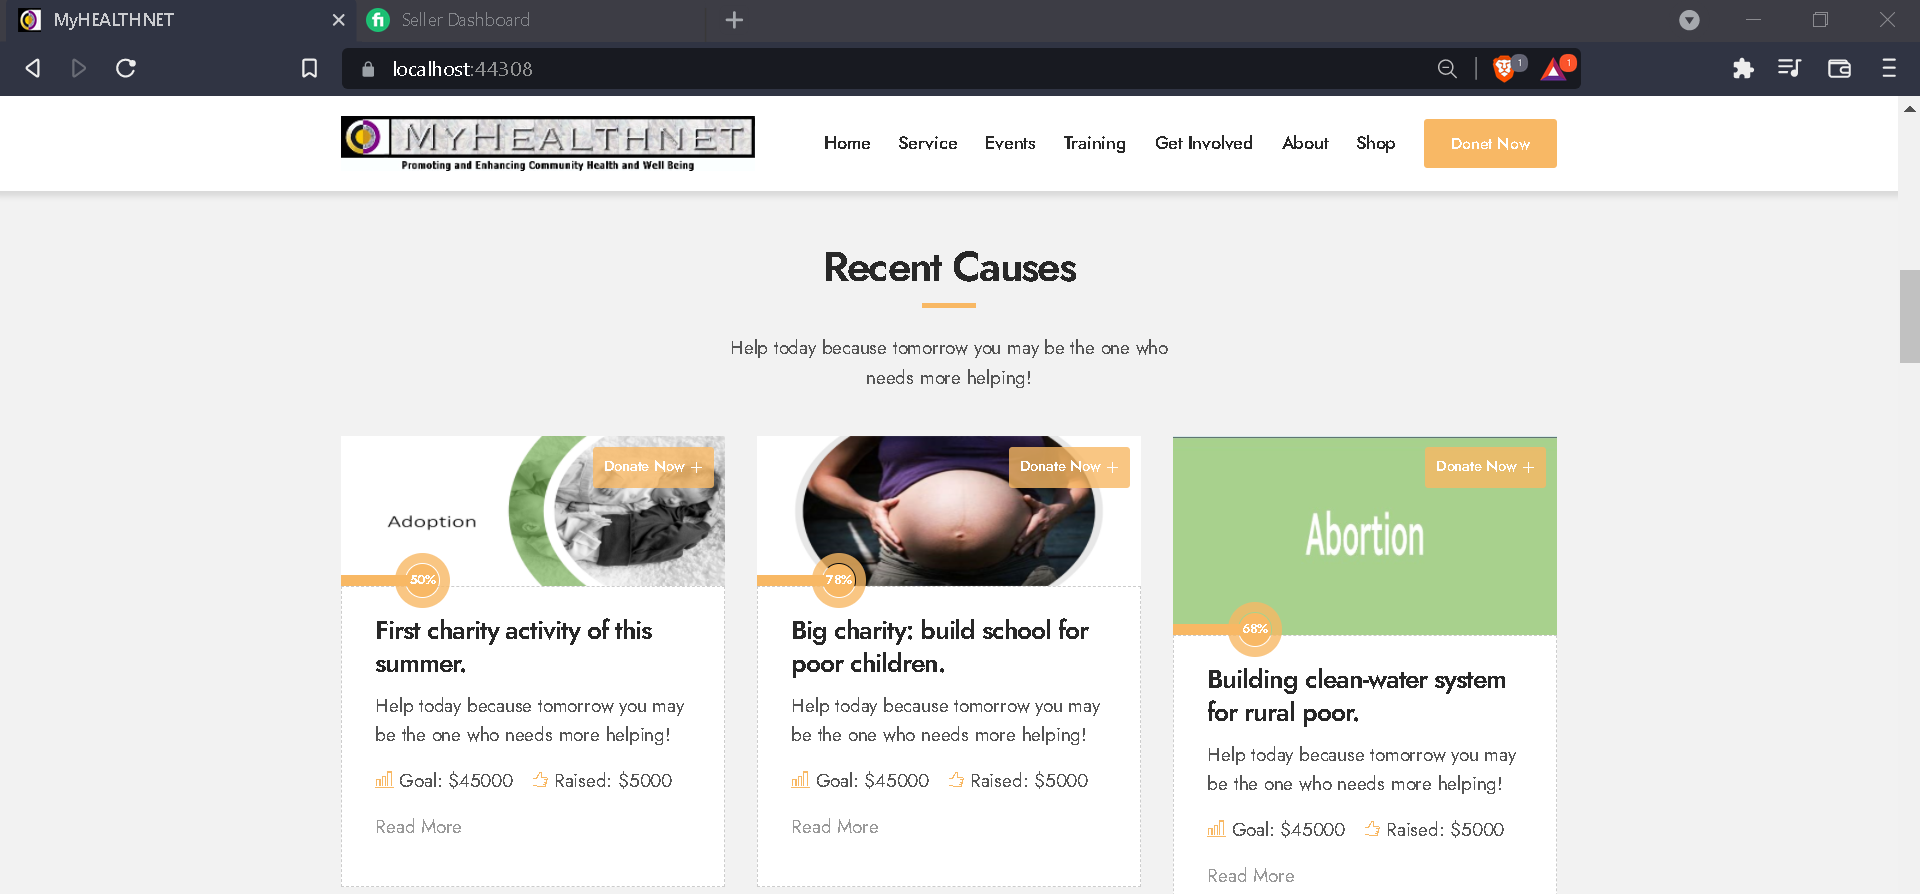 MyHEALTHNET
Seller Dashboard
localhost:44308
1
1
MYHEALTHNET
Promoting and Enhancing Community Health and Well Being
Home Service Events Training Get Involved About Shop Donet Now
Recent Causes
Help today because tomorrow you may be the one who
needs more helping!
Donate Now +
Adoption
50%
First charity activity of this
summer.
Help today because tomorrow you may
be the one who needs more helping!
Goal: $45000 Raised: $5000
Read More
Donate Now +
78%
Big charity: build school for
poor children.
Help today because tomorrow you may
be the one who needs more helping!
Goal: $45000 Raised: $5000
Read More
Donate Now +
Abortion
68%
Building clean-water system
for rural poor.
Help today because tomorrow you may
be the one who needs more helping!
Goal: $45000 Raised: $5000
Read More